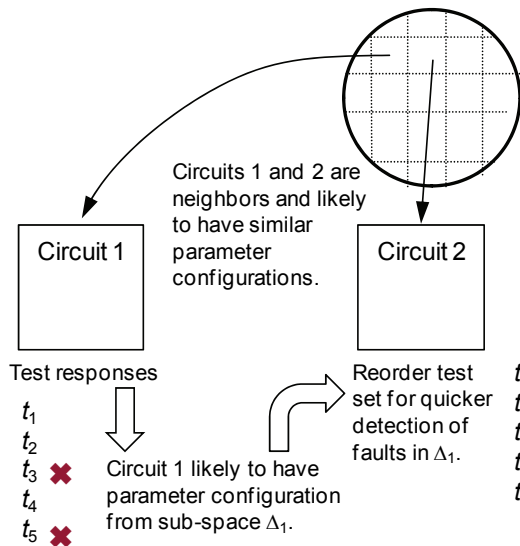 Circuits 1 and 2 are
neighbors and likely
to have similar
parameter
configurations.
Circuit 1
Circuit 2
Test responses
t₁
t₂
t₃ ✖
t₄
t₅ ✖
Circuit 1 likely to have
parameter configuration
from sub-space Δ₁.
Reorder test
set for quicker
detection of
faults in Δ₁.
t
t
t
t
t